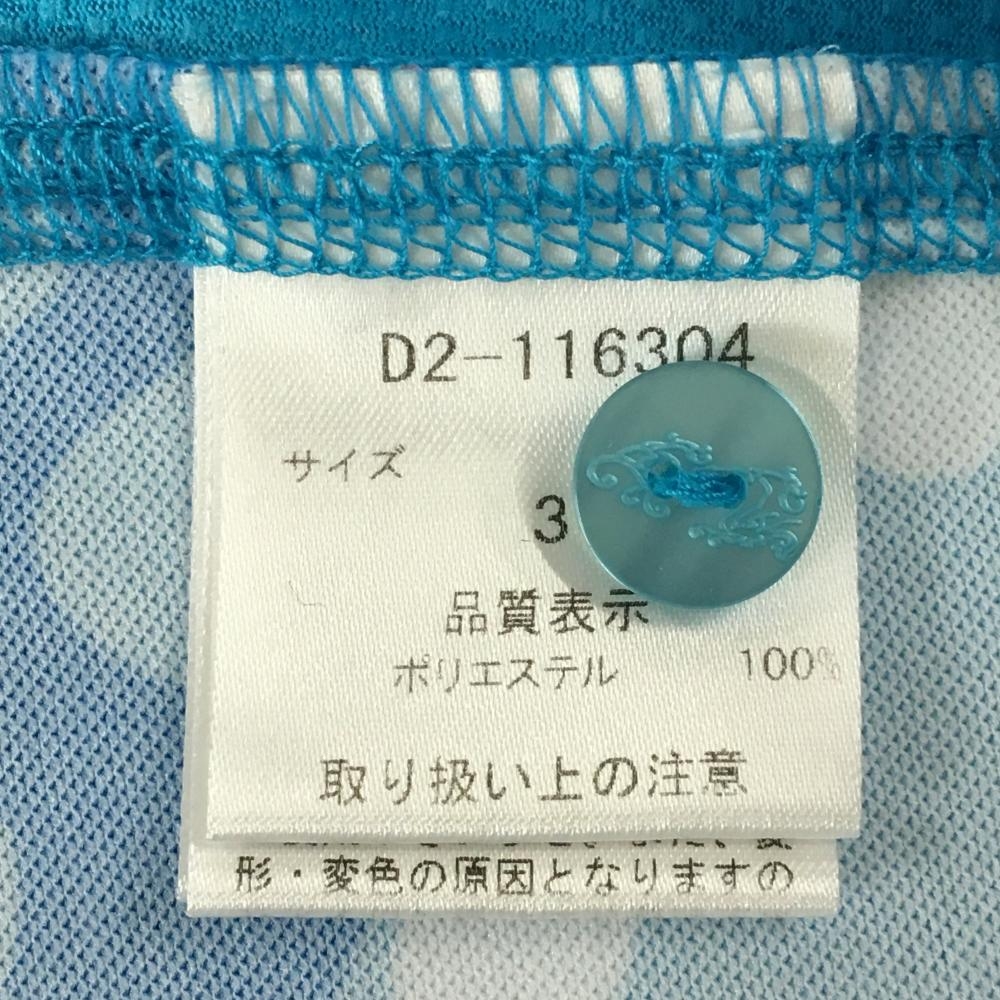 D2-116304
サイズ
3
品質表示
ポリエステル 100%
取り扱い上の注意
形・変色の原因となりますの